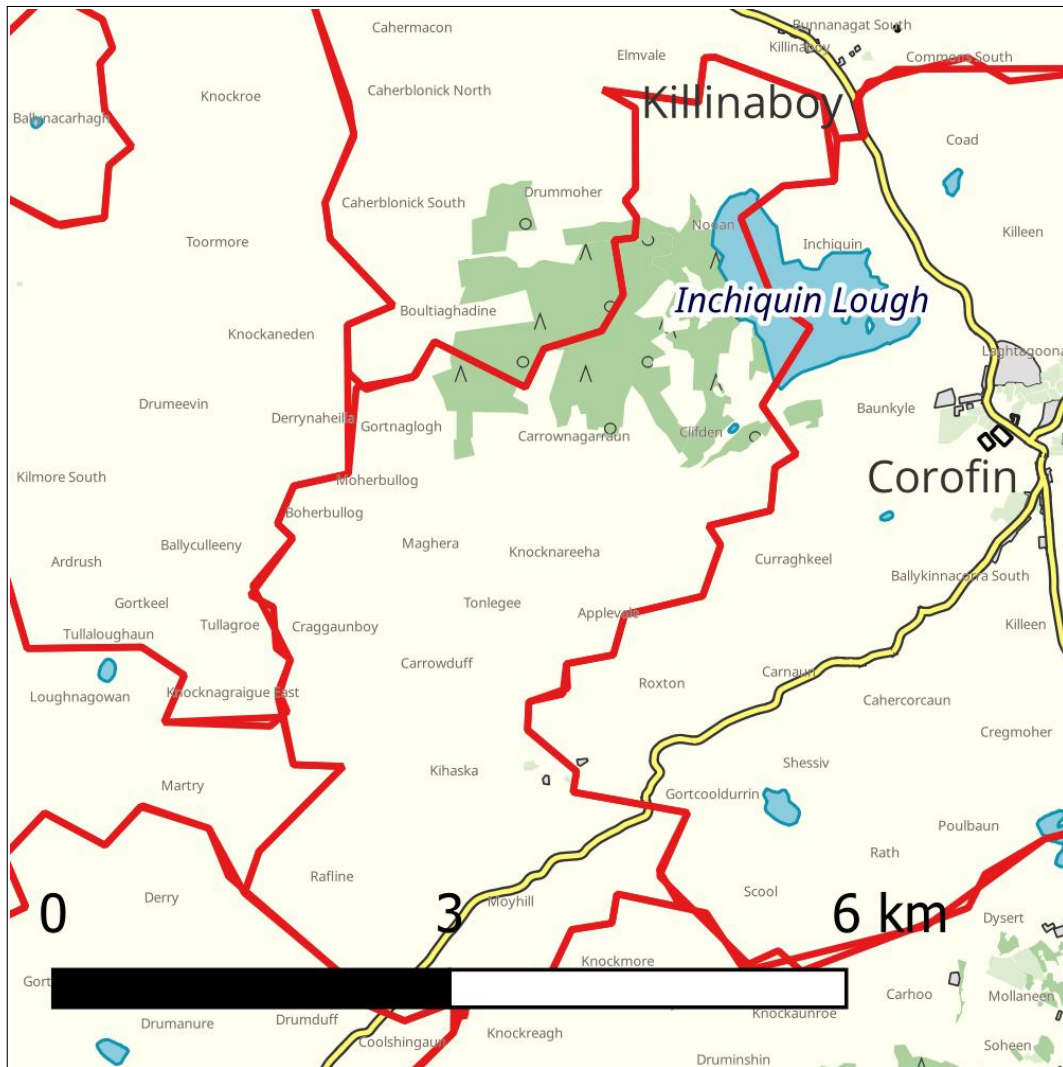 Cahermacon
Bunnanagat South
Killinaboy
Elmvale
Commons South
Knockroe
Caherblonick North
Killinaboy
Ballynacarhagh
Coad
Drummoher
Caherblonick South
Nooan
Killeen
Toormore
Inchiquin
Inchiquin Lough
Boultiaghadine
Knockaneden
Laghtagoona
Drumeevin
Baunkyle
Derrynaheilla
Gortnaglogh
Carrownagarraun
Clifden
Kilmore South
Moherbullog
Corofin
Boherbullog
Ballyculleeny
Maghera
Knocknareeha
Ardrush
Curraghkeel
Ballykinnacorra South
Gortkeel
Tonlegee
Applevale
Tullagroe
Craggaunboy
Killeen
Tullaloughaun
Carrowduff
Carnaun
Roxton
Loughnagowan
Knocknagraigue East
Cahercorcaun
Cregmoher
Kihaska
Shessiv
Martry
Gortcooldurrin
Poulbaun
Rath
Rafline
Scool
Derry
Moyhill
0 3 6 km
Dysert
Knockmore
Gort
Carhoo
Mollaneen
Knockaunroe
Drumanure
Drumduff
Knockreagh
Coolshingaun
Soheen
Druminshin